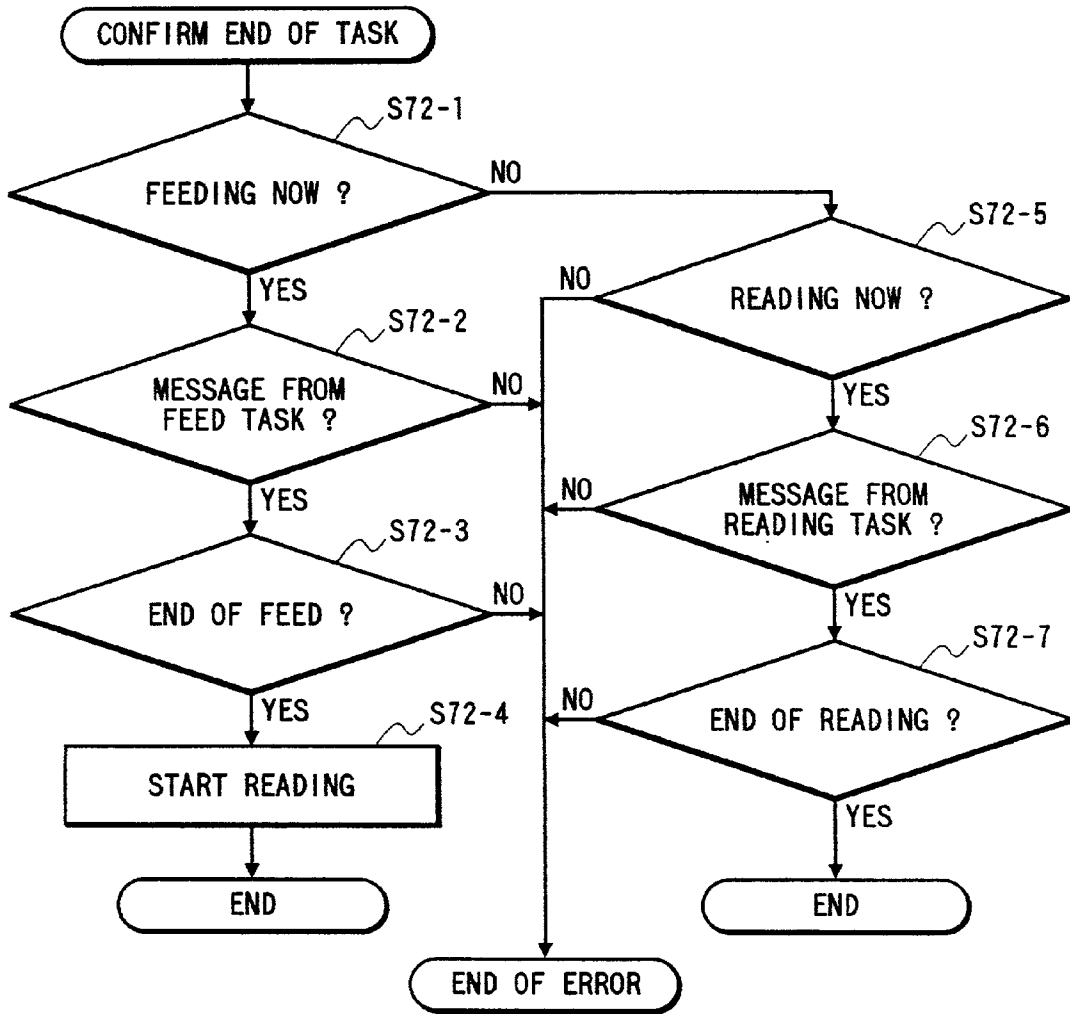 CONFIRM END OF TASK
S72-1
FEEDING NOW ?
NO
YES
S72-5
READING NOW ?
NO
YES
S72-2
MESSAGE FROM
FEED TASK ?
NO
YES
S72-6
MESSAGE FROM
READING TASK ?
NO
YES
S72-3
END OF FEED ?
NO
YES
S72-7
END OF READING ?
NO
YES
S72-4
START READING
END
END
END OF ERROR